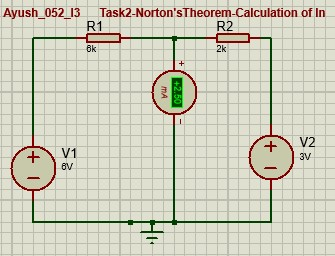 Ayush_052_I3 Task2-Norton'sTheorem-Calculation of In
R1
6k
R2
2k
+
+2.50
mA
-
V1
6V
V2
3V